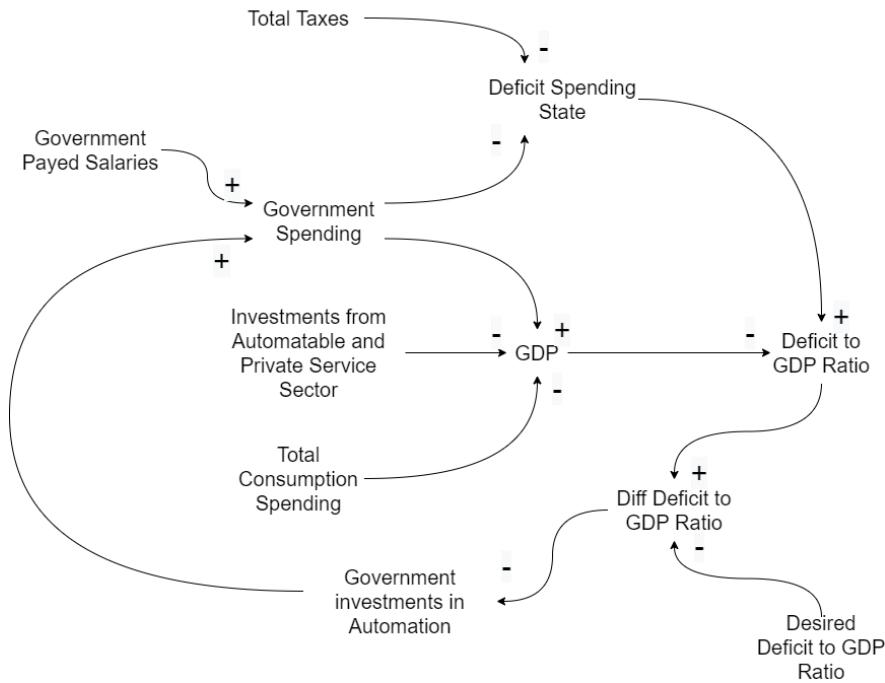 Total Taxes
-
Deficit Spending
State
-
Government
Payed Salaries
+
Government
Spending
+
Investments from
Automatable and
Private Service
Sector
-
+
GDP
-
-
+
Deficit to
GDP Ratio
Total
Consumption
Spending
+
Diff Deficit to
GDP Ratio
-
-
Government
investments in
Automation
Desired
Deficit to GDP
Ratio